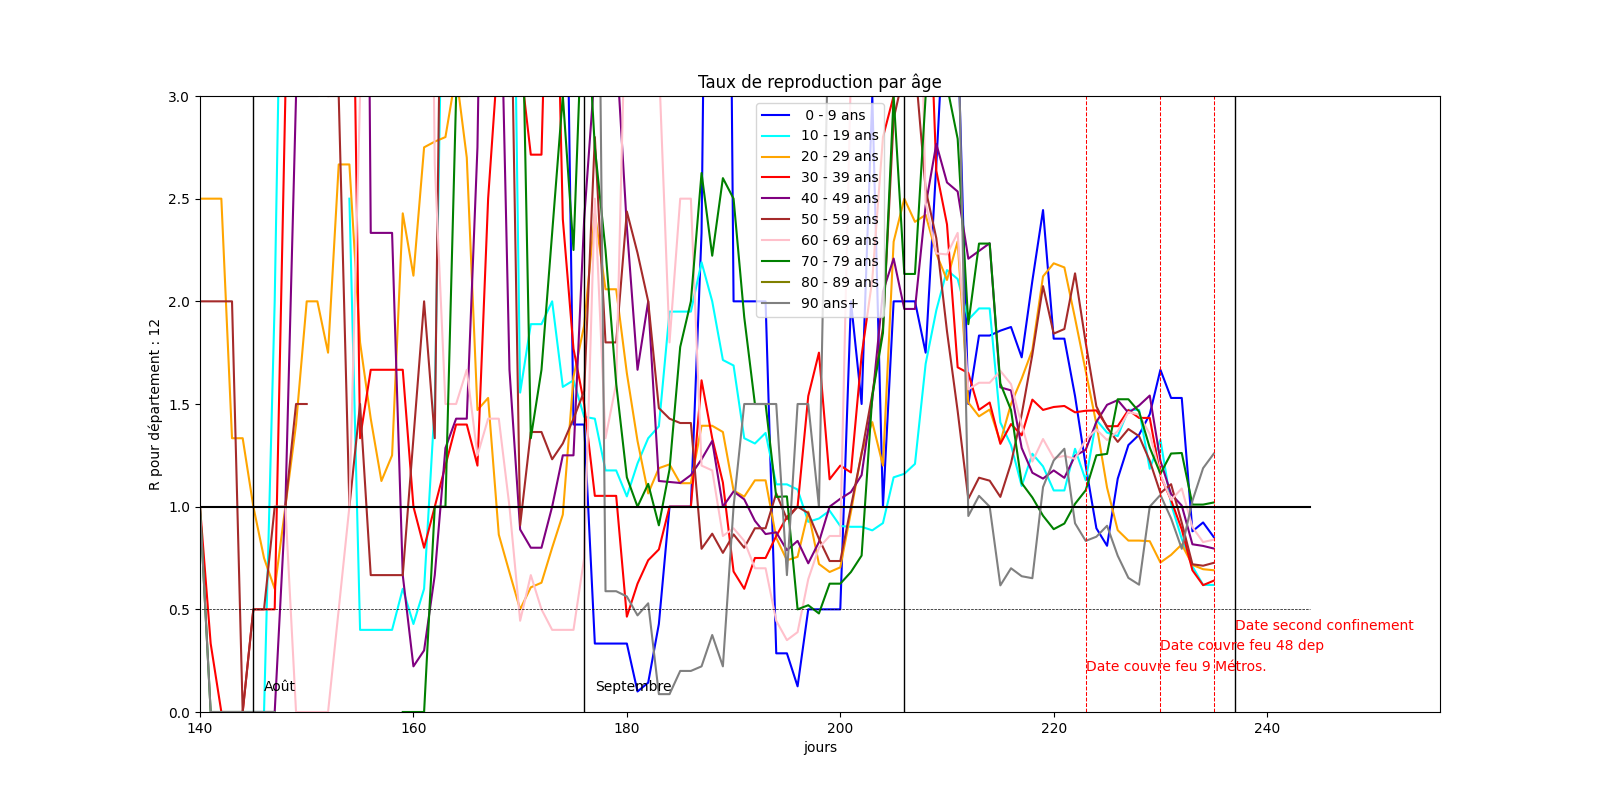 Taux de reproduction par âge
R pour département : 12
3.0
2.5
2.0
1.5
1.0
0.5
0.0
0 - 9 ans
10 - 19 ans
20 - 29 ans
30 - 39 ans
40 - 49 ans
50 - 59 ans
60 - 69 ans
70 - 79 ans
80 - 89 ans
90 ans+
Date second confinement
Date couvre feu 48 dep
Date couvre feu 9 Métros.
Août
Septembre
140
160
180
200
220
240
jours